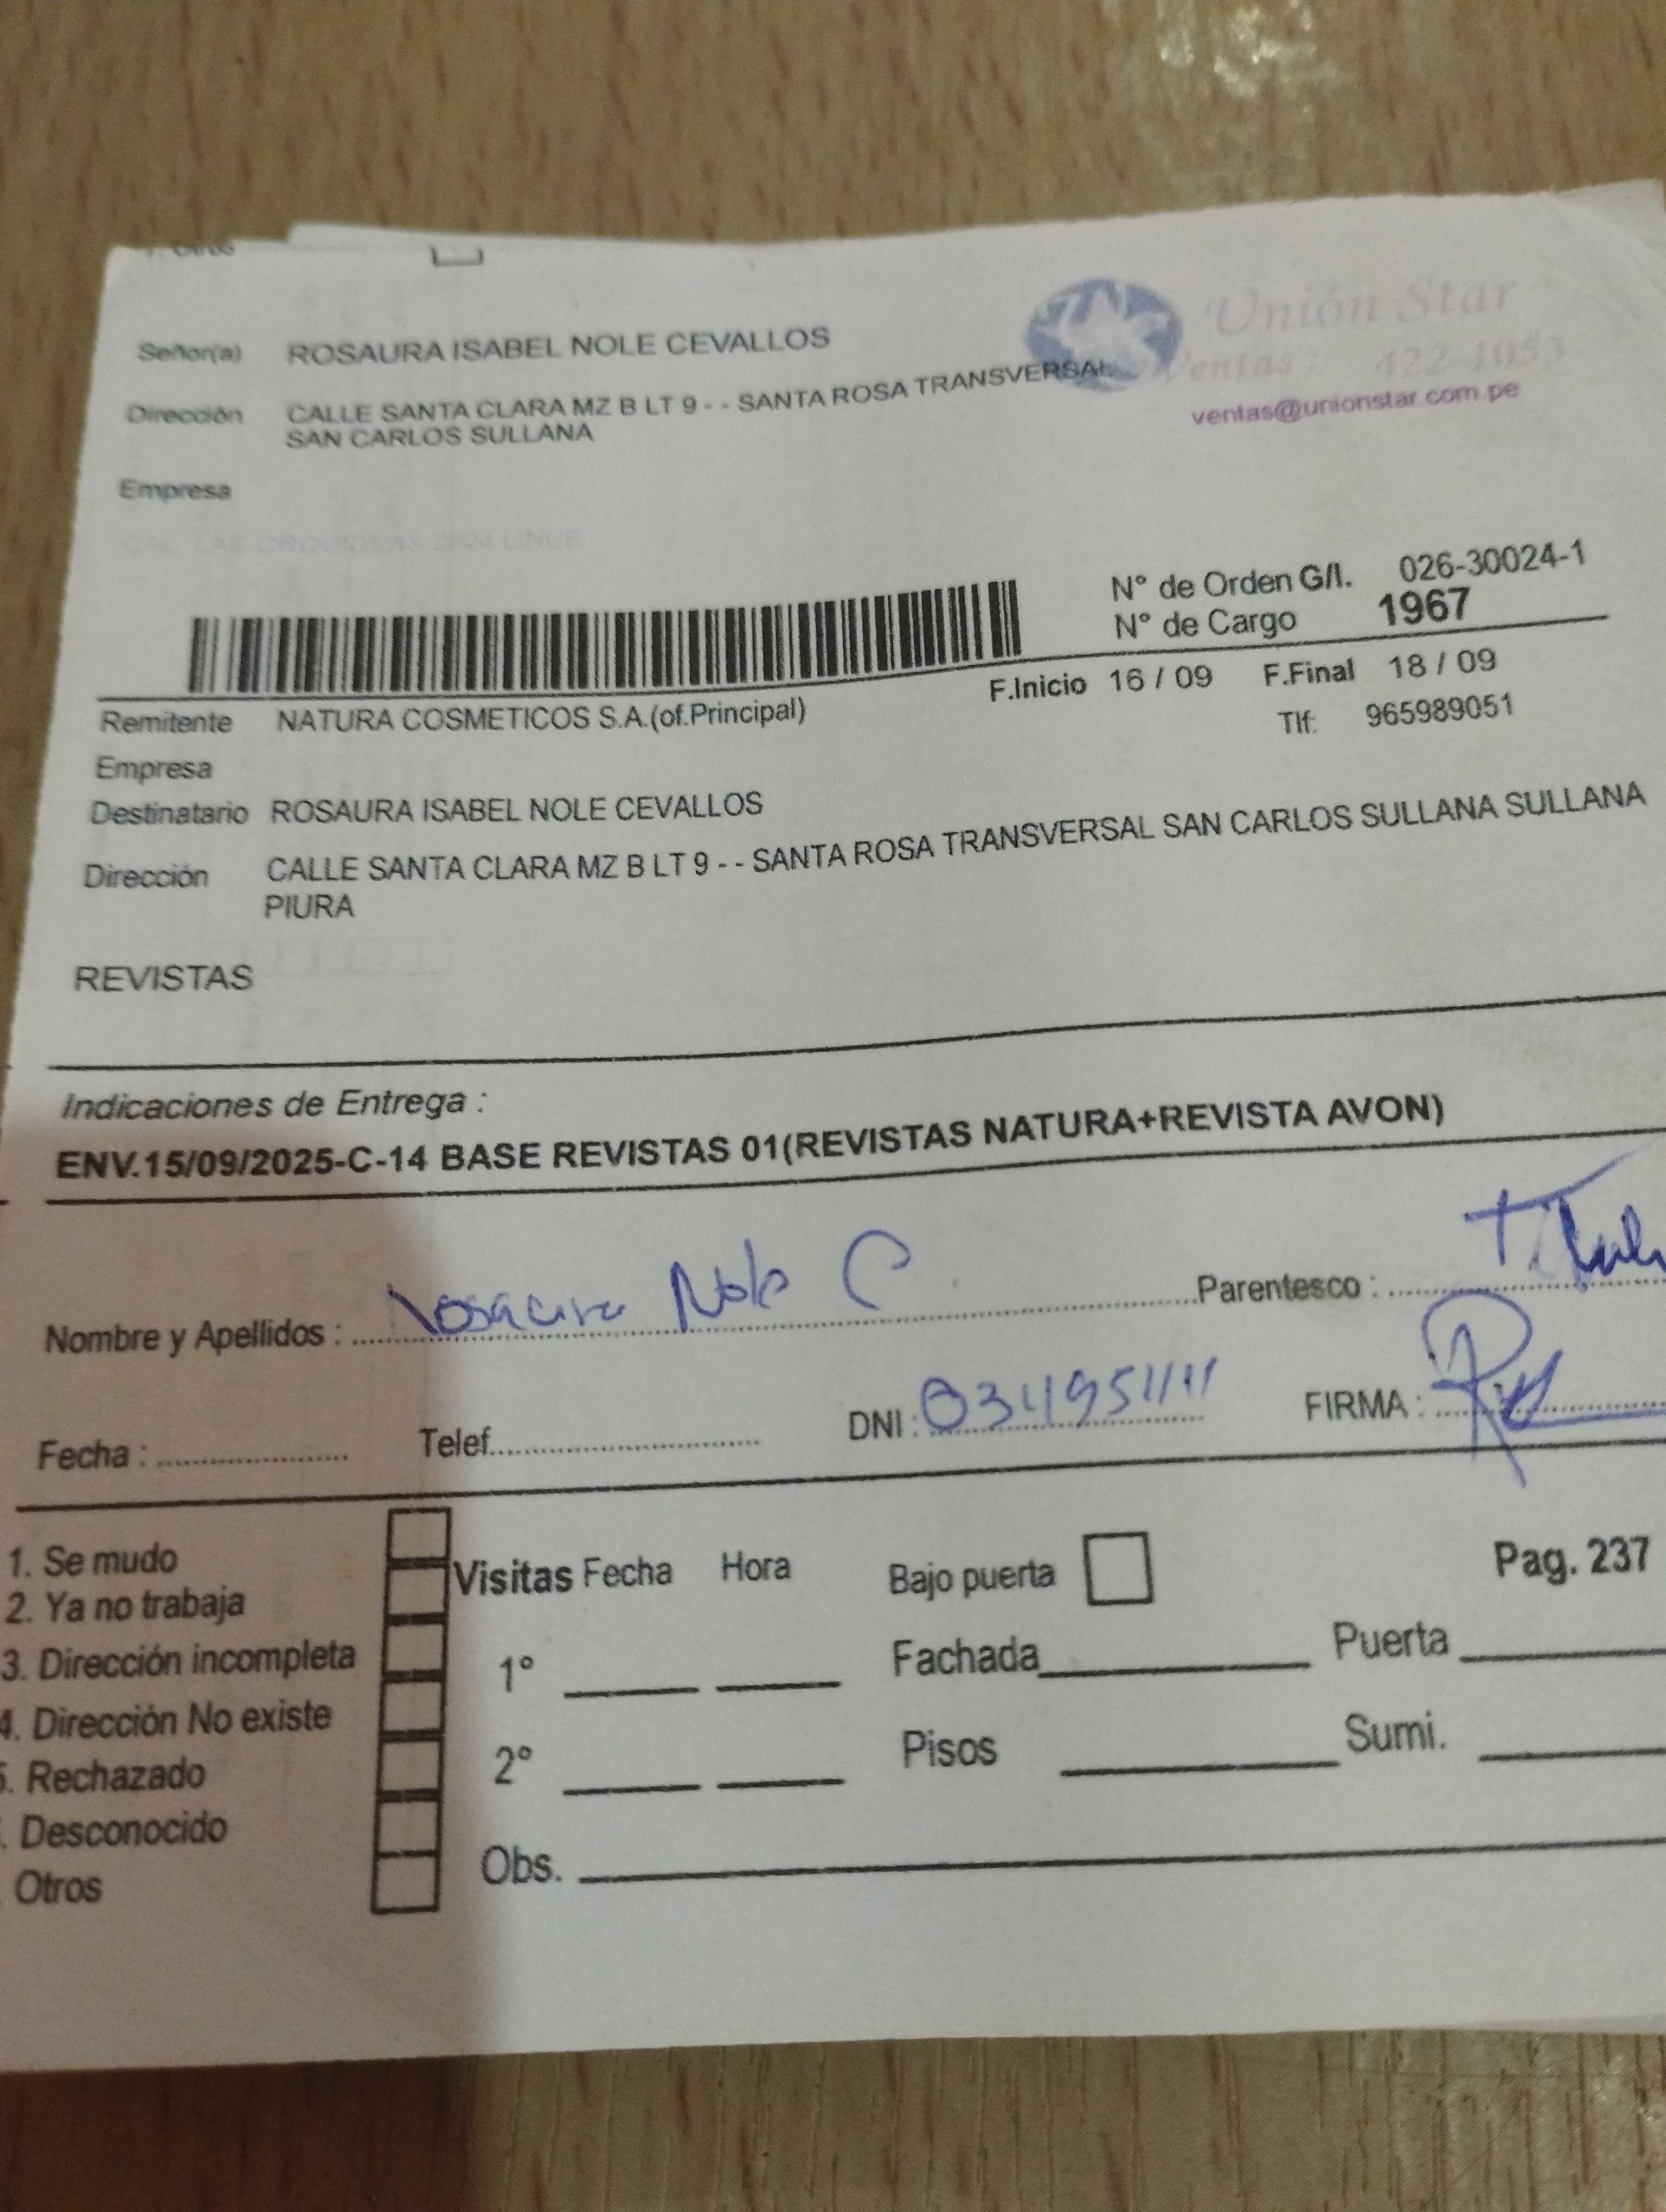 Señor(a) ROSAURA ISABEL NOLE CEVALLOS
Unión Star
Ventas : 422-1053
ventas@unionstar.com.pe
Dirección CALLE SANTA CLARA MZ B LT 9 - - SANTA ROSA TRANSVERSAL
SAN CARLOS SULLANA
Empresa
N° de Orden G/I. 026-30024-1
N° de Cargo 1967
F.Inicio 16 / 09 F.Final 18 / 09
Remitente NATURA COSMETICOS S.A.(of.Principal)
Tlf: 965989051
Empresa
Destinatario ROSAURA ISABEL NOLE CEVALLOS
Dirección CALLE SANTA CLARA MZ B LT 9 - - SANTA ROSA TRANSVERSAL SAN CARLOS SULLANA SULLANA
PIURA
REVISTAS
Indicaciones de Entrega :
ENV.15/09/2025-C-14 BASE REVISTAS 01(REVISTAS NATURA+REVISTA AVON)
Nombre y Apellidos : Rosaura Nole C Parentesco :
Fecha : Telef. DNI : FIRMA :
1. Se mudo
2. Ya no trabaja
3. Dirección incompleta
4. Dirección No existe
5. Rechazado
. Desconocido
Otros
Visitas Fecha Hora
1°
2°
Obs.
Bajo puerta
Pag. 237
Fachada Puerta
Pisos Sumi.